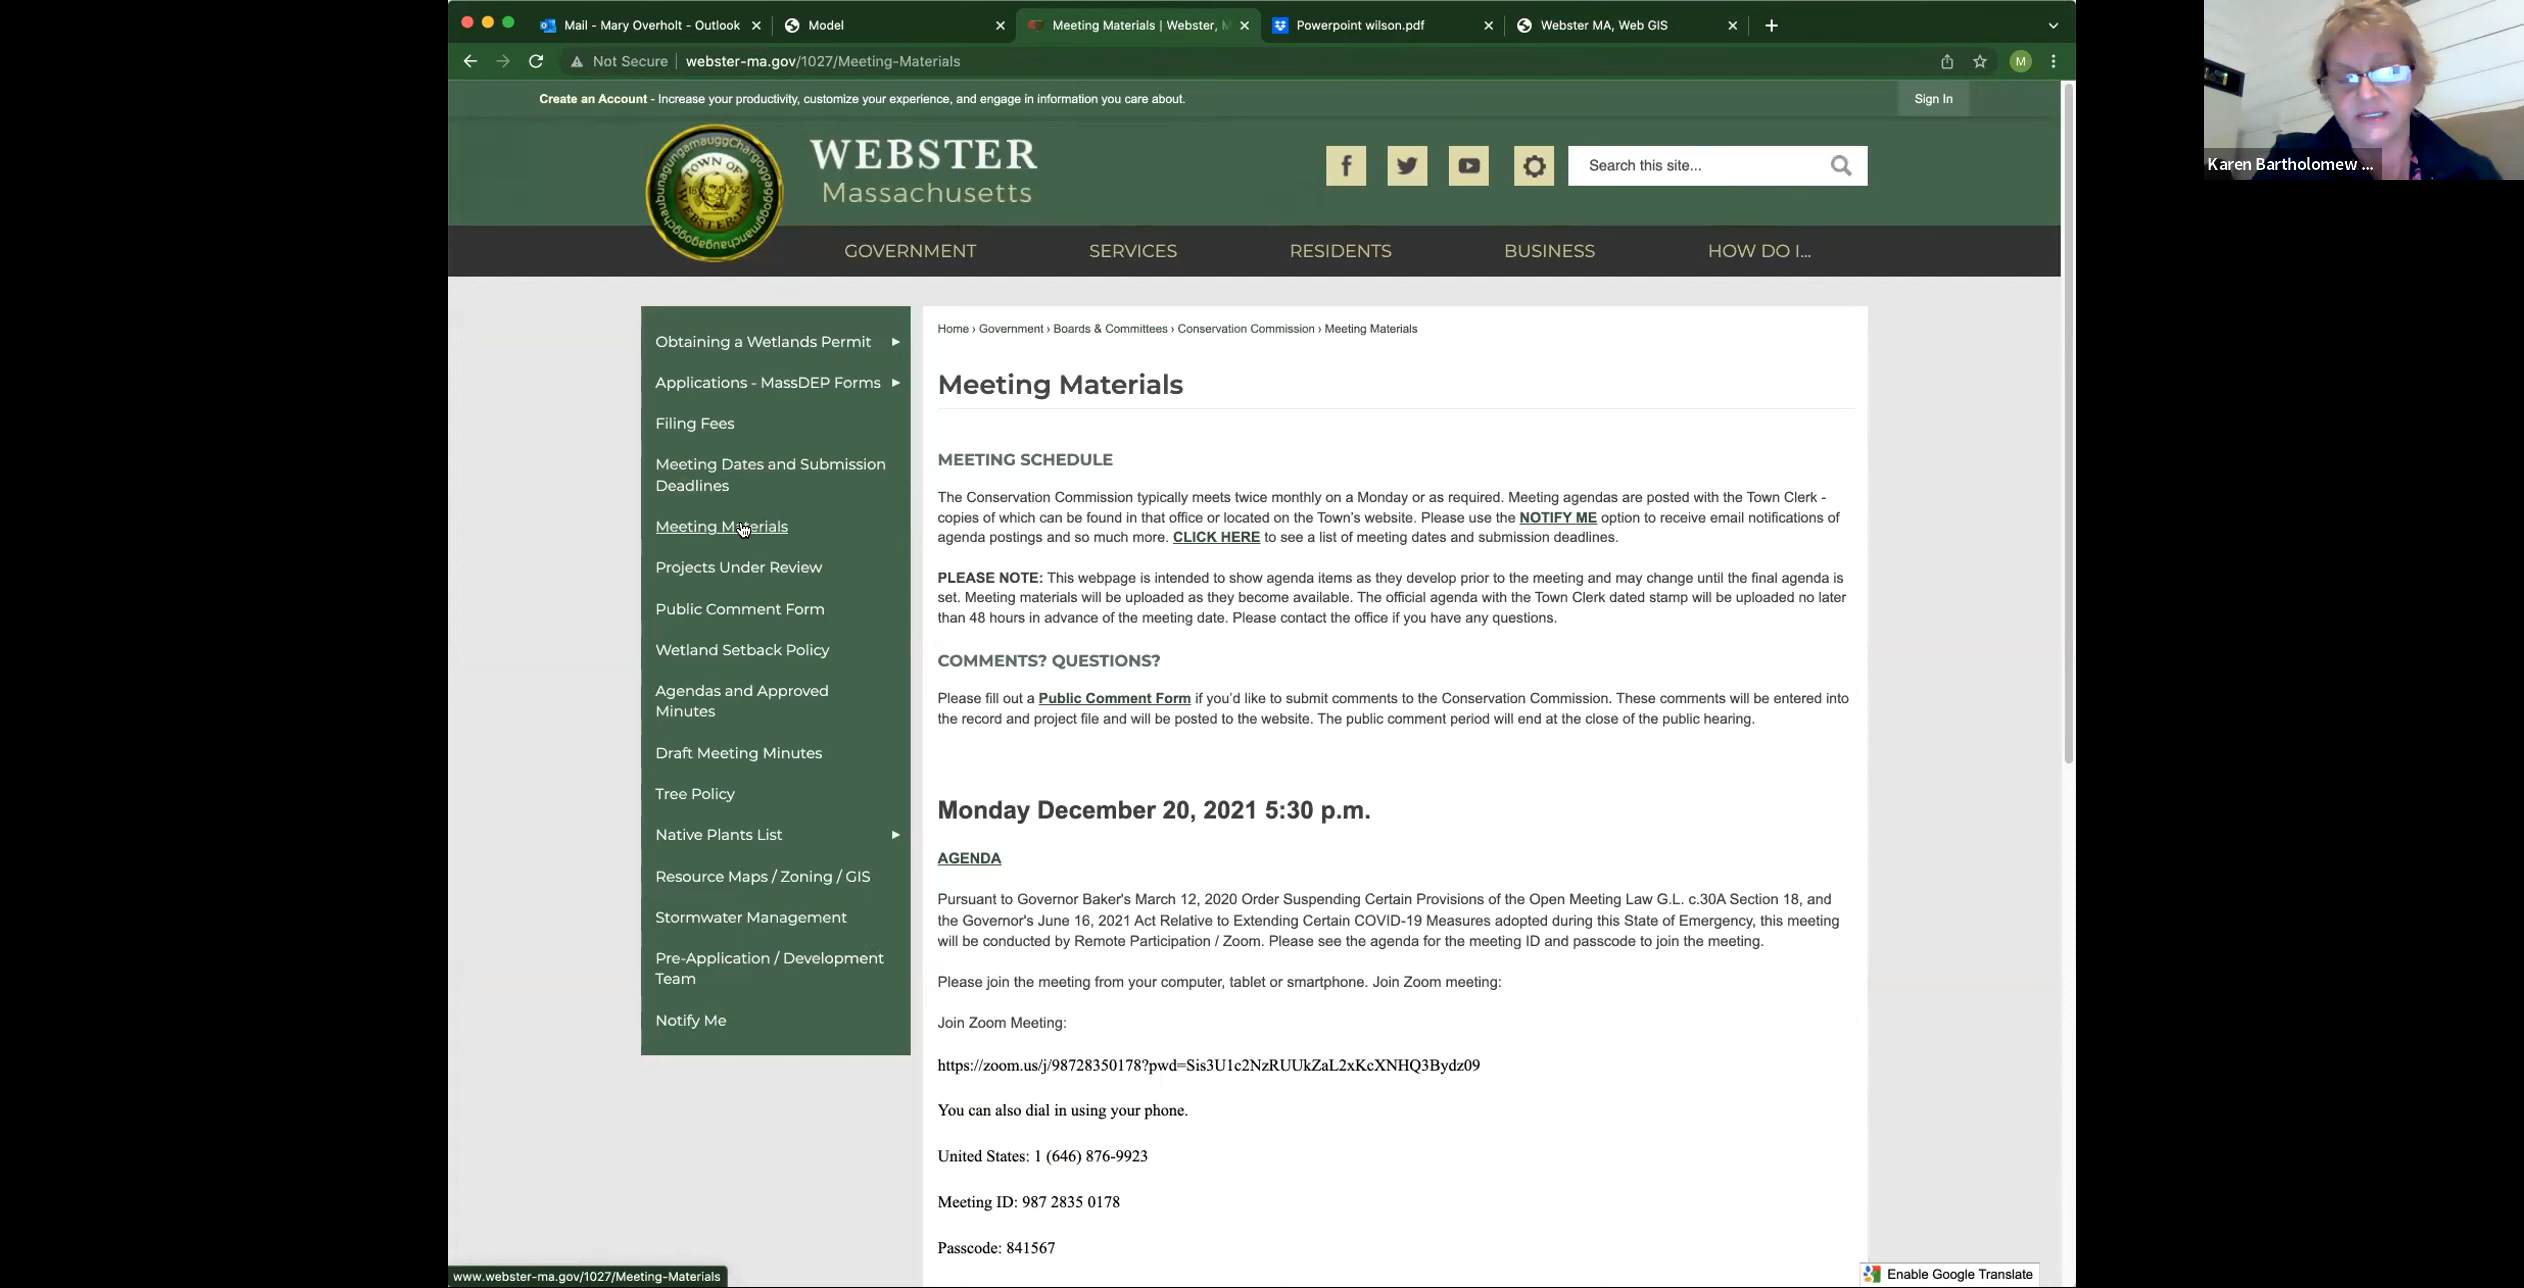 Mail - Mary Overholt - Outlook
Model
Meeting Materials | Webster, M
Powerpoint wilson.pdf
Webster MA, Web GIS
Not Secure
webster-ma.gov/1027/Meeting-Materials
M
Create an Account - Increase your productivity, customize your experience, and engage in information you care about.
Sign In
TOWN OF
WEBSTER MASS
WEBSTER
Massachusetts
Search this site...
GOVERNMENT
SERVICES
RESIDENTS
BUSINESS
HOW DO I...
Karen Bartholomew ...
Obtaining a Wetlands Permit
Applications - MassDEP Forms
Filing Fees
Meeting Dates and Submission
Deadlines
Meeting Materials
Projects Under Review
Public Comment Form
Wetland Setback Policy
Agendas and Approved
Minutes
Draft Meeting Minutes
Tree Policy
Native Plants List
Resource Maps / Zoning / GIS
Stormwater Management
Pre-Application / Development
Team
Notify Me
Home › Government › Boards & Committees › Conservation Commission › Meeting Materials
Meeting Materials
MEETING SCHEDULE
The Conservation Commission typically meets twice monthly on a Monday or as required. Meeting agendas are posted with the Town Clerk -
copies of which can be found in that office or located on the Town's website. Please use the NOTIFY ME option to receive email notifications of
agenda postings and so much more. CLICK HERE to see a list of meeting dates and submission deadlines.
PLEASE NOTE: This webpage is intended to show agenda items as they develop prior to the meeting and may change until the final agenda is
set. Meeting materials will be uploaded as they become available. The official agenda with the Town Clerk dated stamp will be uploaded no later
than 48 hours in advance of the meeting date. Please contact the office if you have any questions.
COMMENTS? QUESTIONS?
Please fill out a Public Comment Form if you'd like to submit comments to the Conservation Commission. These comments will be entered into
the record and project file and will be posted to the website. The public comment period will end at the close of the public hearing.
Monday December 20, 2021 5:30 p.m.
AGENDA
Pursuant to Governor Baker's March 12, 2020 Order Suspending Certain Provisions of the Open Meeting Law G.L. c.30A Section 18, and
the Governor's June 16, 2021 Act Relative to Extending Certain COVID-19 Measures adopted during this State of Emergency, this meeting
will be conducted by Remote Participation / Zoom. Please see the agenda for the meeting ID and passcode to join the meeting.
Please join the meeting from your computer, tablet or smartphone. Join Zoom meeting:
Join Zoom Meeting:
https://zoom.us/j/98728350178?pwd=Sis3U1c2NzRUUkZaL2xKcXNHQ3Bydz09
You can also dial in using your phone.
United States: 1 (646) 876-9923
Meeting ID: 987 2835 0178
Passcode: 841567
www.webster-ma.gov/1027/Meeting-Materials
Enable Google Translate